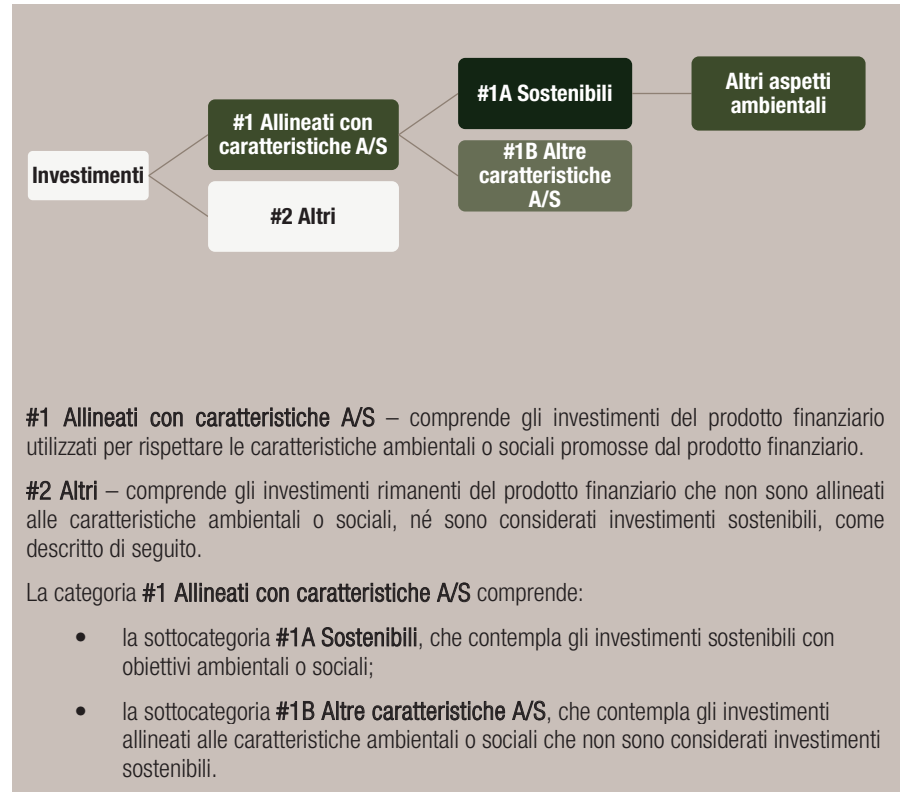 Investimenti
#1 Allineati con
caratteristiche A/S
#2 Altri
#1A Sostenibili
#1B Altre
caratteristiche
A/S
Altri aspetti
ambientali
#1 Allineati con caratteristiche A/S – comprende gli investimenti del prodotto finanziario
utilizzati per rispettare le caratteristiche ambientali o sociali promosse dal prodotto finanziario.
#2 Altri – comprende gli investimenti rimanenti del prodotto finanziario che non sono allineati
alle caratteristiche ambientali o sociali, né sono considerati investimenti sostenibili, come
descritto di seguito.
La categoria #1 Allineati con caratteristiche A/S comprende:
• la sottocategoria #1A Sostenibili, che contempla gli investimenti sostenibili con
obiettivi ambientali o sociali;
• la sottocategoria #1B Altre caratteristiche A/S, che contempla gli investimenti
allineati alle caratteristiche ambientali o sociali che non sono considerati investimenti
sostenibili.